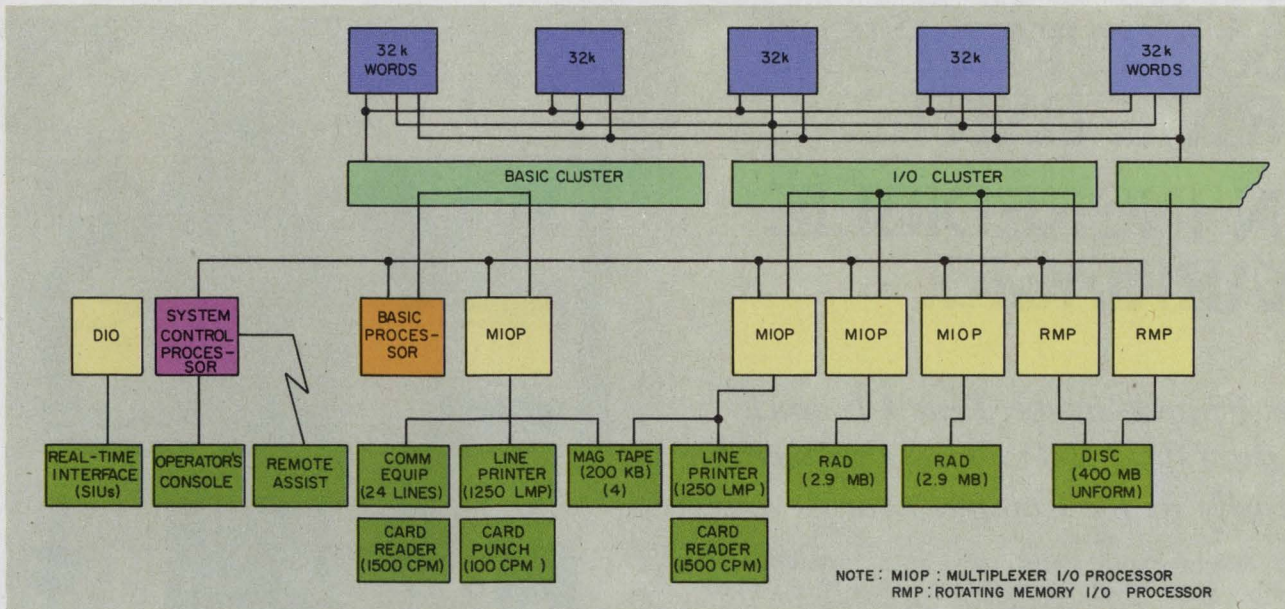 32k
WORDS
32k
32k
32k
32k
WORDS
BASIC CLUSTER
I/O CLUSTER
DIO
SYSTEM
CONTROL
PROCES-
SOR
BASIC
PROCES-
SOR
MIOP
MIOP
MIOP
MIOP
RMP
RMP
REAL-TIME
INTERFACE
(SIUs)
OPERATOR'S
CONSOLE
REMOTE
ASSIST
COMM
EQUIP
(24 LINES)
LINE
PRINTER
(1250 LMP)
MAG TAPE
(200 KB)
(4)
LINE
PRINTER
(1250 LMP)
RAD
(2.9 MB)
RAD
(2.9 MB)
DISC
(400 MB
UNFORM)
CARD
READER
(1500 CPM)
CARD
PUNCH
(100 CPM)
CARD
READER
(1500 CPM)
NOTE: MIOP: MULTIPLEXER I/O PROCESSOR
RMP: ROTATING MEMORY I/O PROCESSOR